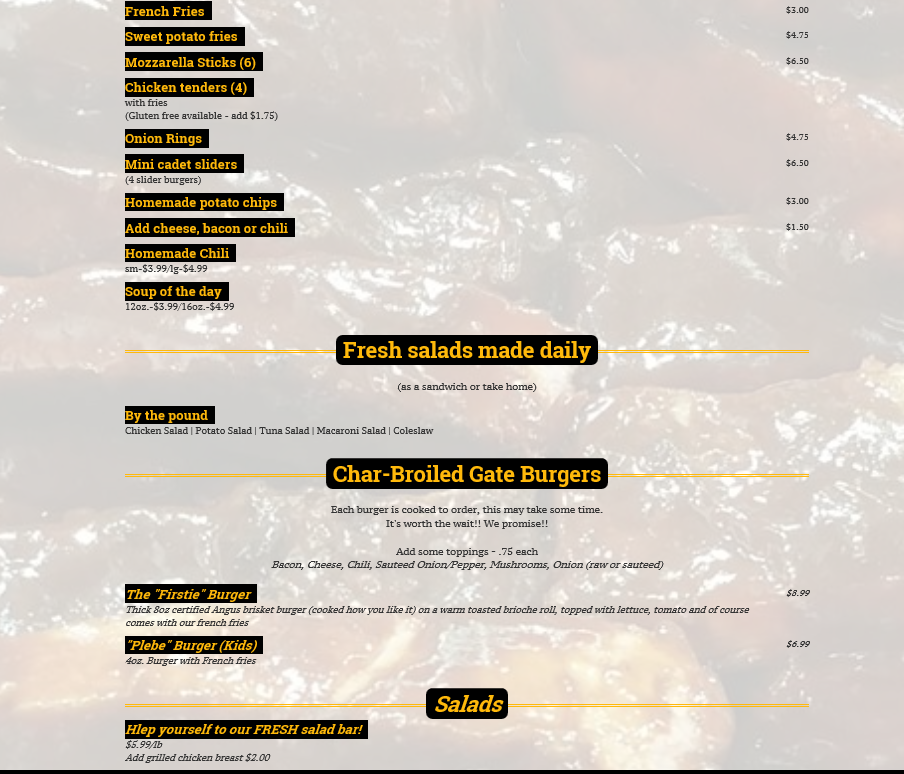 French Fries $3.00
Sweet potato fries $4.75
Mozzarella Sticks (6) $6.50
Chicken tenders (4)
with fries
(Gluten free available - add $1.75)
Onion Rings $4.75
Mini cadet sliders $6.50
(4 slider burgers)
Homemade potato chips $3.00
Add cheese, bacon or chili $1.50
Homemade Chili
sm-$3.99/lg-$4.99
Soup of the day
12oz.-$3.99/16oz.-$4.99
Fresh salads made daily
(as a sandwich or take home)
By the pound
Chicken Salad | Potato Salad | Tuna Salad | Macaroni Salad | Coleslaw
Char-Broiled Gate Burgers
Each burger is cooked to order, this may take some time.
It's worth the wait!! We promise!!
Add some toppings - .75 each
Bacon, Cheese, Chili, Sauteed Onion/Pepper, Mushrooms, Onion (raw or sauteed)
The "Firstie" Burger $8.99
Thick 8oz certified Angus brisket burger (cooked how you like it) on a warm toasted brioche roll, topped with lettuce, tomato and of course
comes with our french fries
"Plebe" Burger (Kids) $6.99
4oz. Burger with French fries
Salads
Hlep yourself to our FRESH salad bar!
$5.99/lb
Add grilled chicken breast $2.00